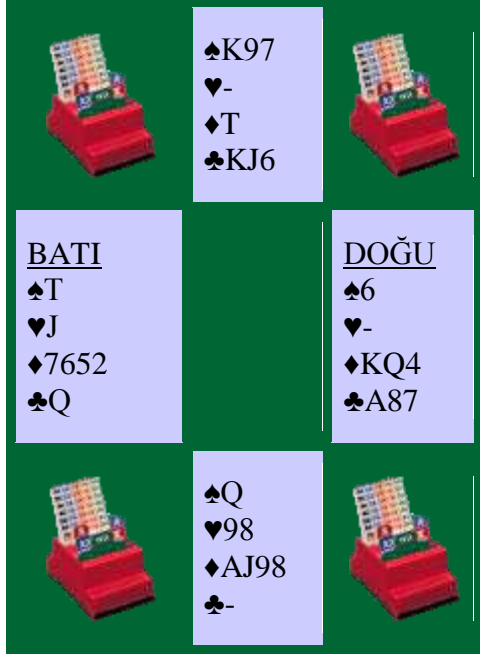 ♠K97
♥-
♦T
♣KJ6
BATI
♠T
♥J
♦7652
♣Q
DOĞU
♠6
♥-
♦KQ4
♣A87
♠Q
♥98
♦AJ98
♣-